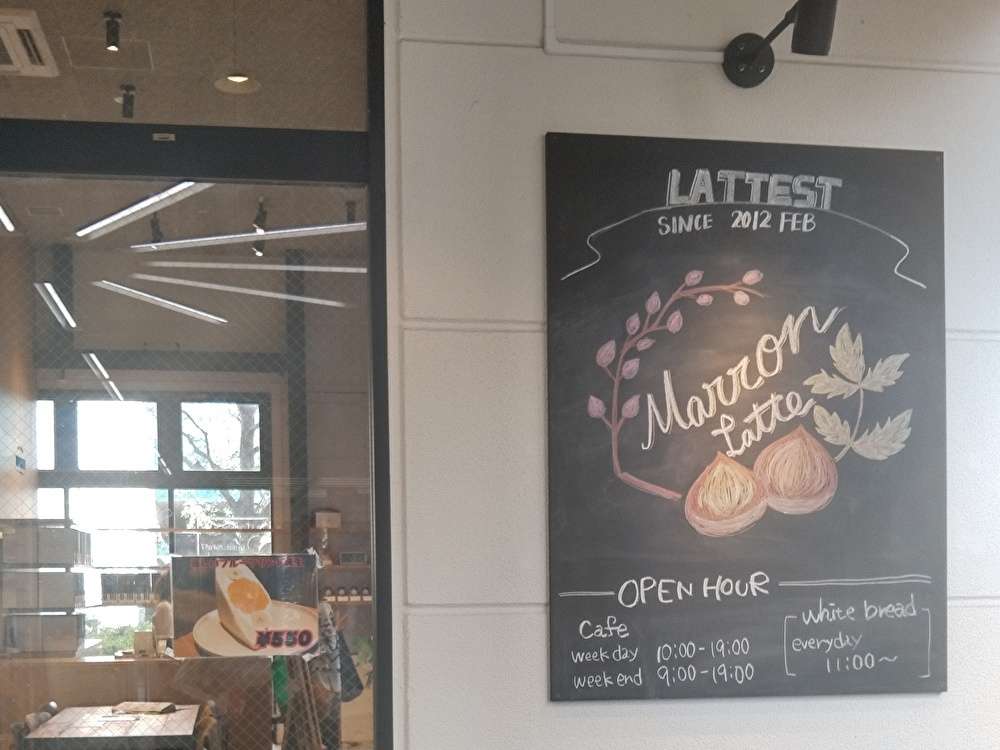 LATTEST
SINCE 2012 FEB
Marron
Latte
OPEN HOUR
Cafe
week day 10:00-19:00
week end 9:00-19:00
white bread
everyday
11:00~
¥550